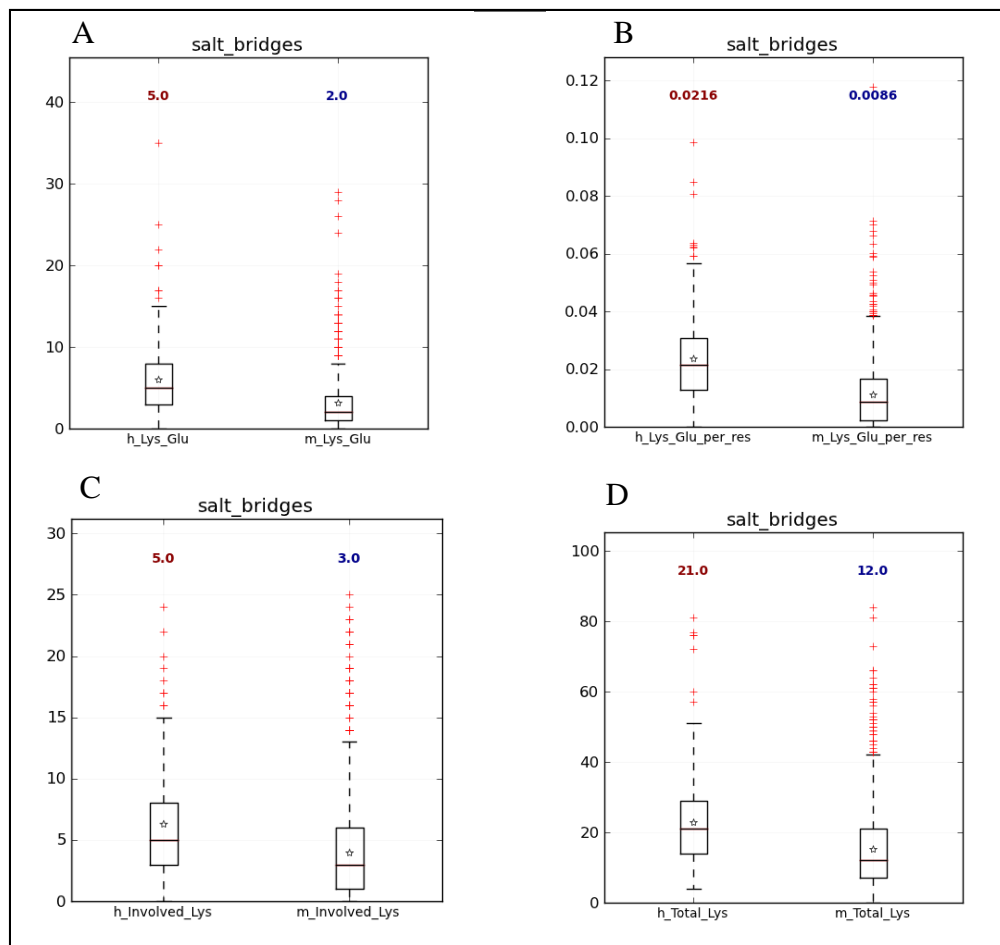 A
salt_bridges
5.0 2.0
40
30
20
10
0
h_Lys_Glu m_Lys_Glu
B
salt_bridges
0.12
0.0216 0.0086
0.10
0.08
0.06
0.04
0.02
0.00
h_Lys_Glu_per_res m_Lys_Glu_per_res
C
salt_bridges
30
5.0 3.0
25
20
15
10
5
0
h_Involved_Lys m_Involved_Lys
D
salt_bridges
100
21.0 12.0
80
60
40
20
0
h_Total_Lys m_Total_Lys